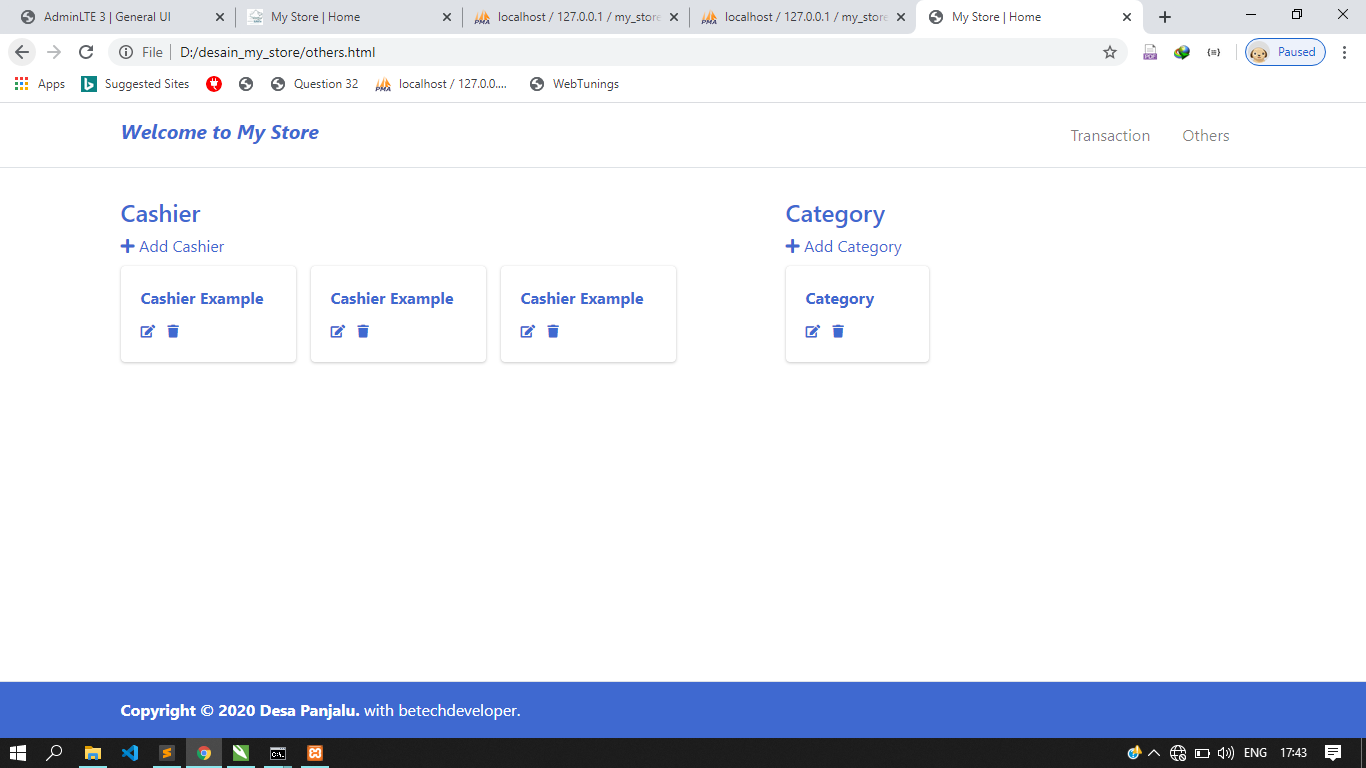 AdminLTE 3 | General UI
My Store | Home
localhost / 127.0.0.1 / my_store
localhost / 127.0.0.1 / my_store
My Store | Home
File
D:/desain_my_store/others.html
PDF
Paused
Apps
Suggested Sites
Question 32
PMA
localhost / 127.0.0....
WebTunings
Welcome to My Store
Transaction
Others
Cashier
Category
Add Cashier
Add Category
Cashier Example
Cashier Example
Cashier Example
Category
Copyright © 2020 Desa Panjalu. with betechdeveloper.
ENG
17:43